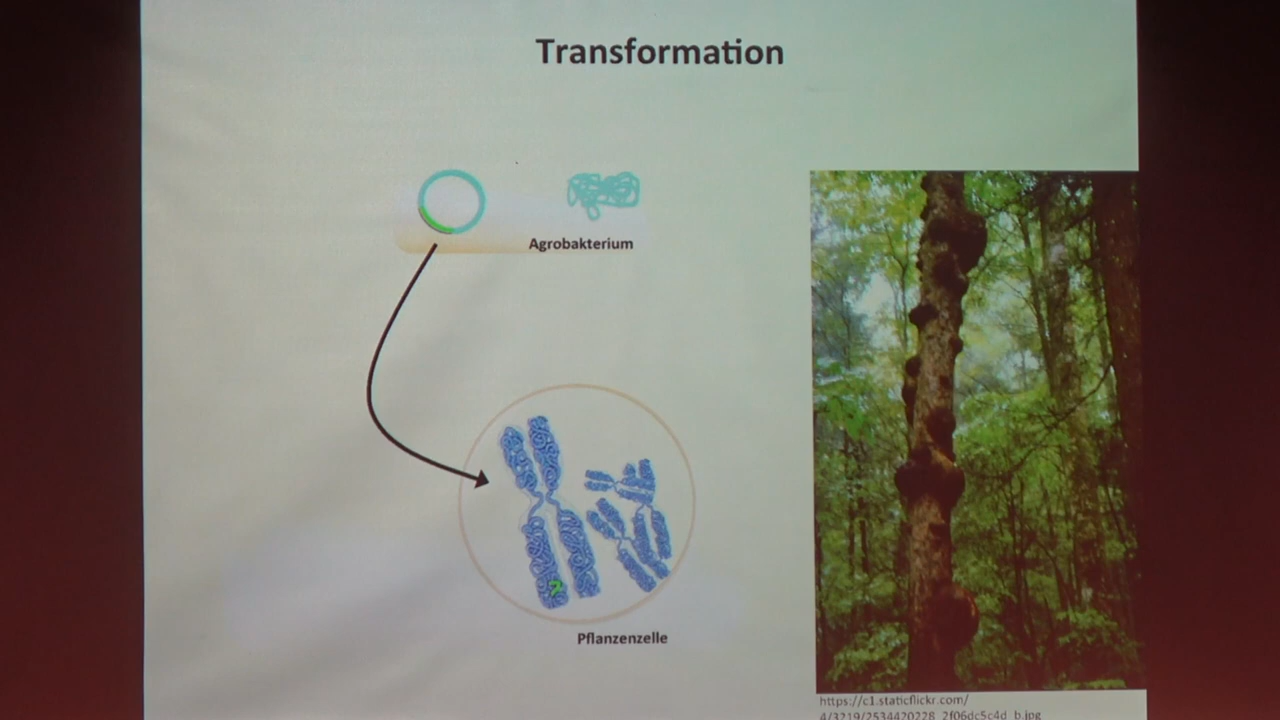 Transformation
Agrobakterium
Pflanzenzelle
https://c1.staticflickr.com/
4/3219/2534420228_2f06dc5c4d_b.jpg